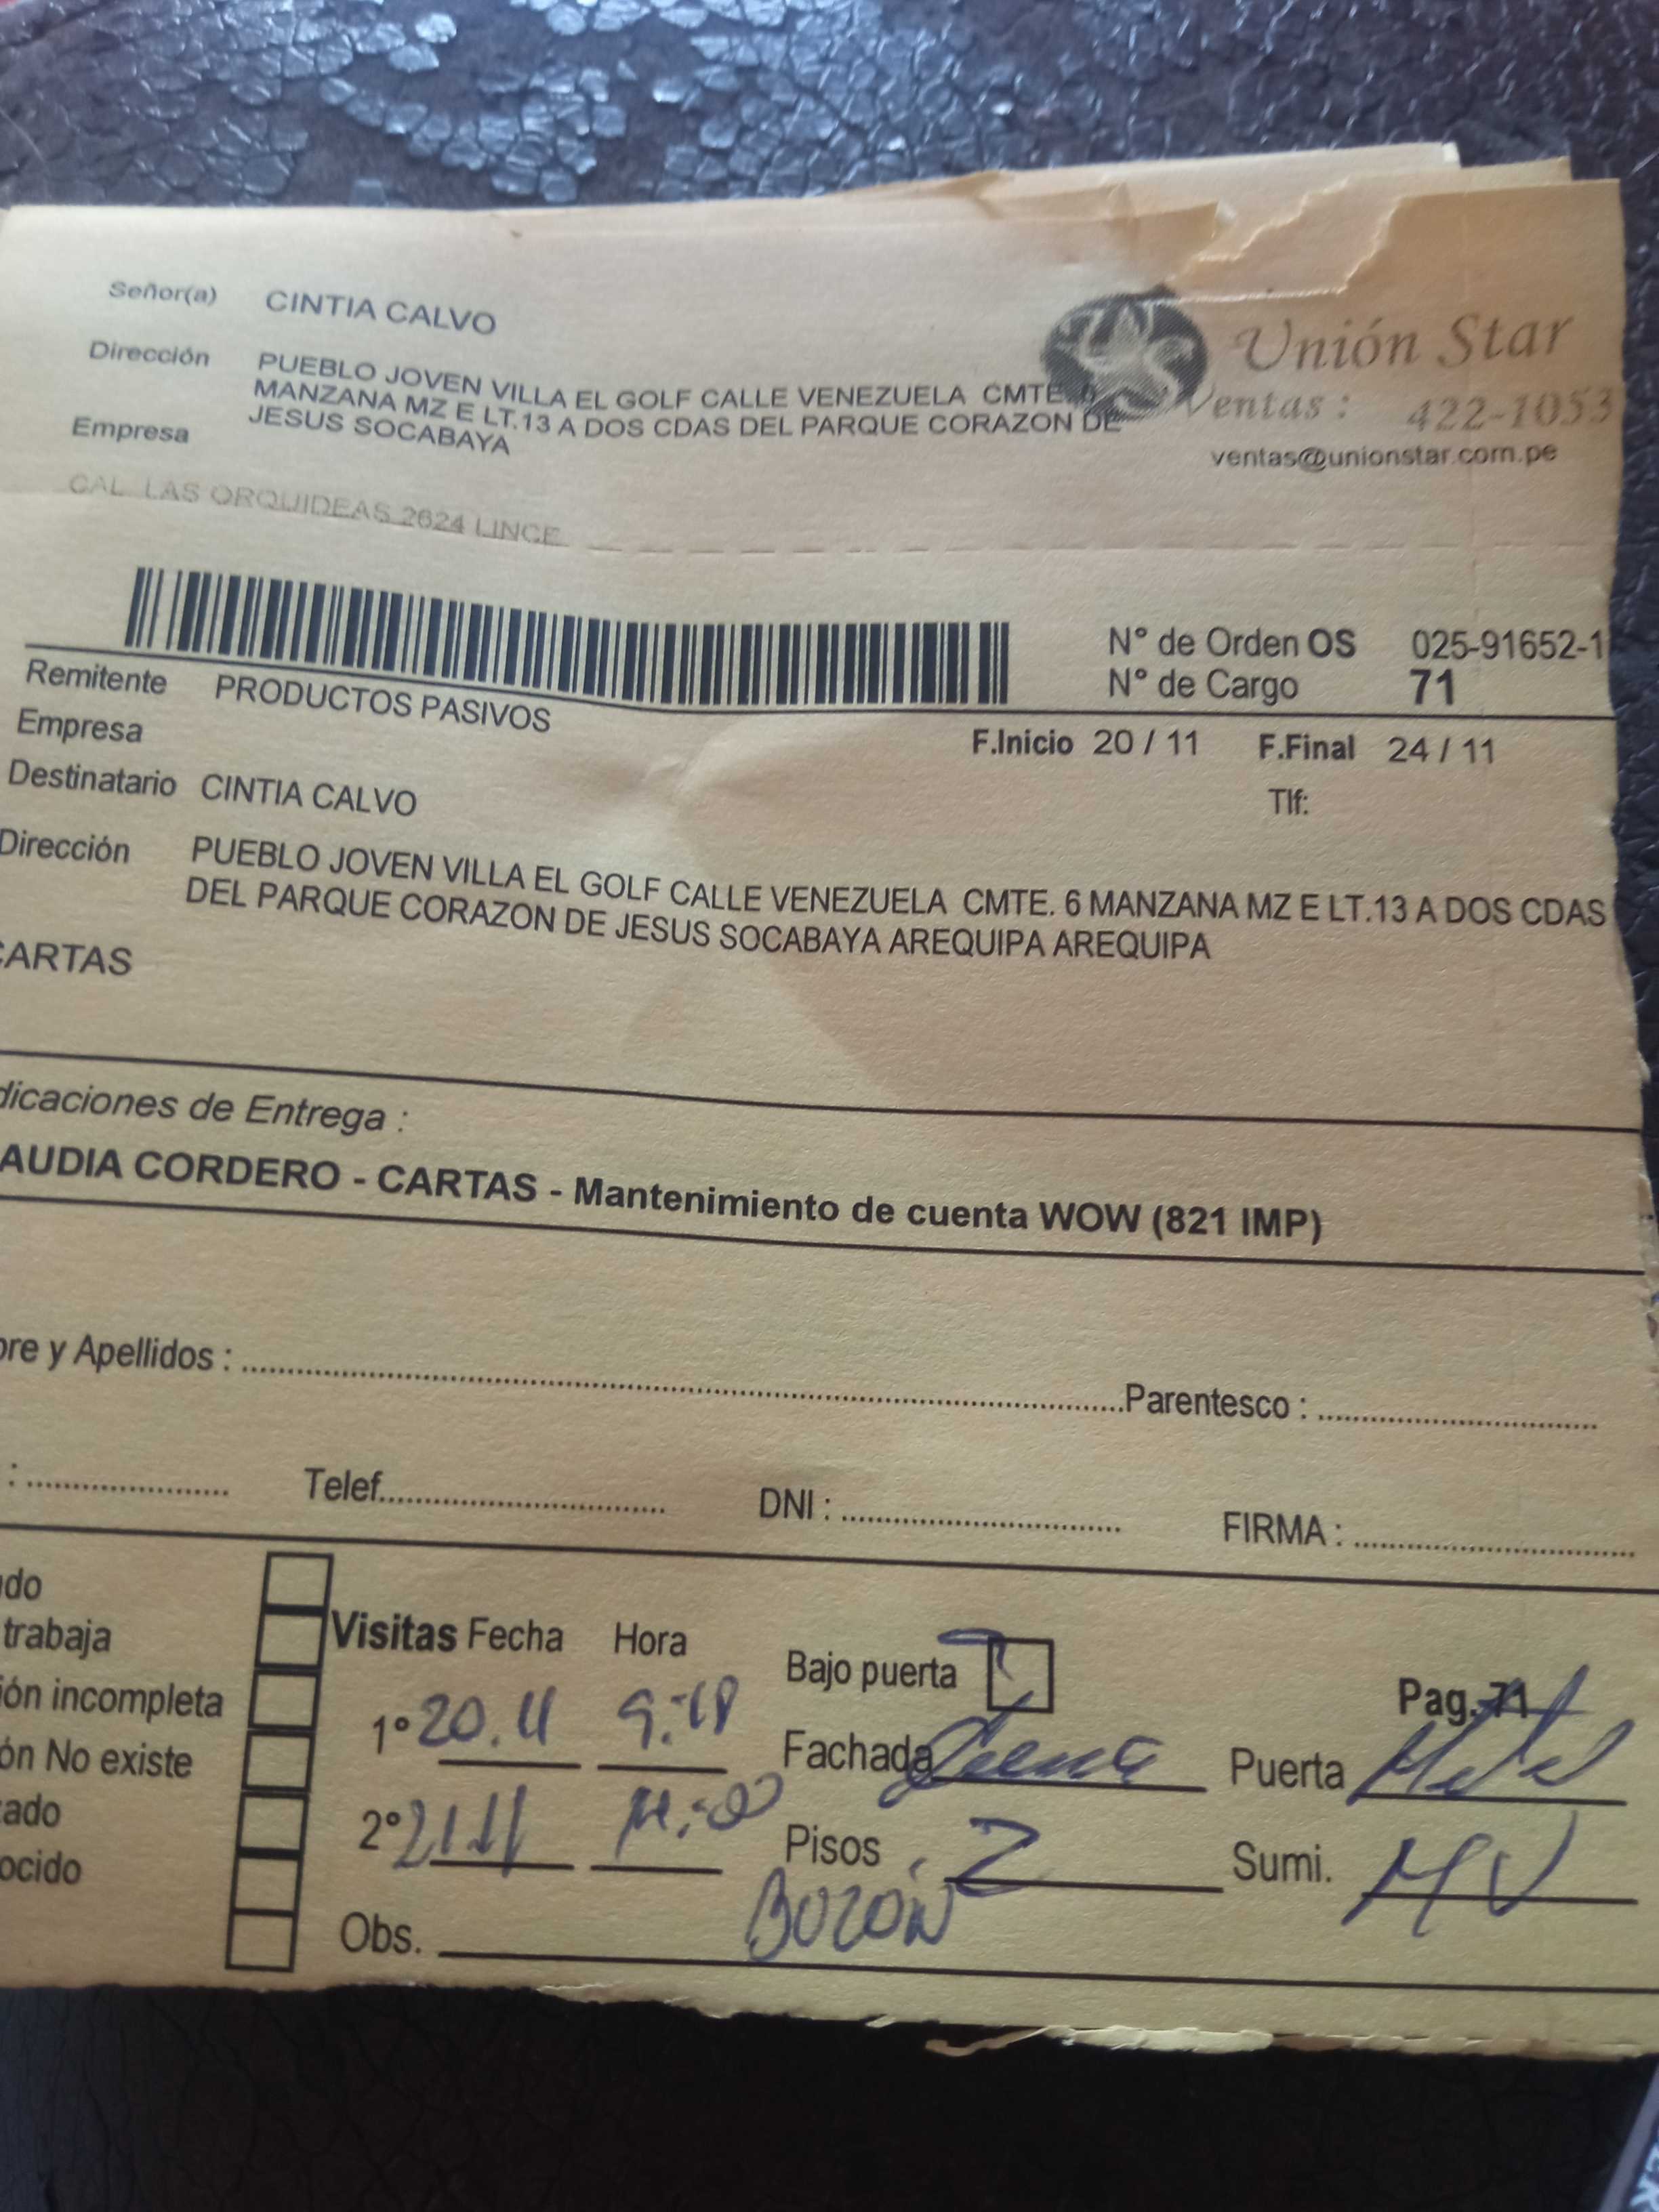 Señor(a) CINTIA CALVO
Dirección PUEBLO JOVEN VILLA EL GOLF CALLE VENEZUELA CMTE.
MANZANA MZ E LT.13 A DOS CDAS DEL PARQUE CORAZON DE
JESUS SOCABAYA
Empresa
CAL LAS ORQUIDEAS 2624 LINCE
Unión Star
Ventas : 422-1053
ventas@unionstar.com.pe
N° de Orden OS 025-91652-1
N° de Cargo 71
Remitente PRODUCTOS PASIVOS
Empresa
F.Inicio 20 / 11 F.Final 24 / 11
Destinatario CINTIA CALVO
Tlf:
Dirección PUEBLO JOVEN VILLA EL GOLF CALLE VENEZUELA CMTE. 6 MANZANA MZ E LT.13 A DOS CDAS
DEL PARQUE CORAZON DE JESUS SOCABAYA AREQUIPA AREQUIPA
CARTAS
dicaciones de Entrega :
AUDIA CORDERO - CARTAS - Mantenimiento de cuenta WOW (821 IMP)
bre y Apellidos : Parentesco :
: Telef. DNI : FIRMA :
do
trabaja
ión incompleta
ón No existe
zado
ocido
Visitas Fecha Hora
1° 20.11 9:18
2° 21.11
Obs. BUZÓN
Bajo puerta
Pag. 71
Fachada Puerta Metal
Pisos 2 Sumi. MV